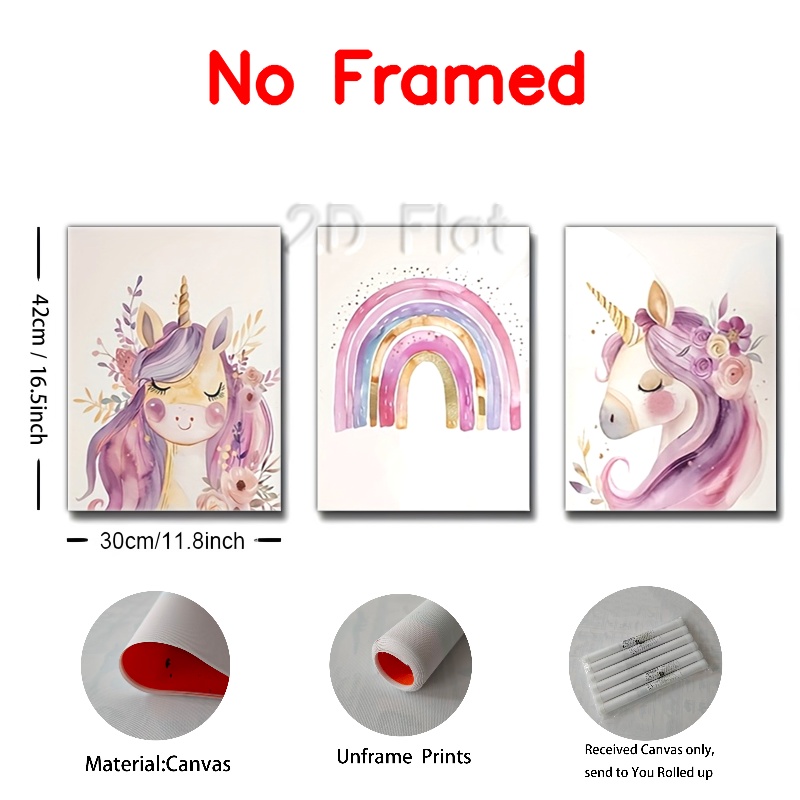 No Framed
2D Flat
42cm / 16.5inch
30cm/11.8inch
Material:Canvas
Unframe Prints
Received Canvas only,
send to You Rolled up